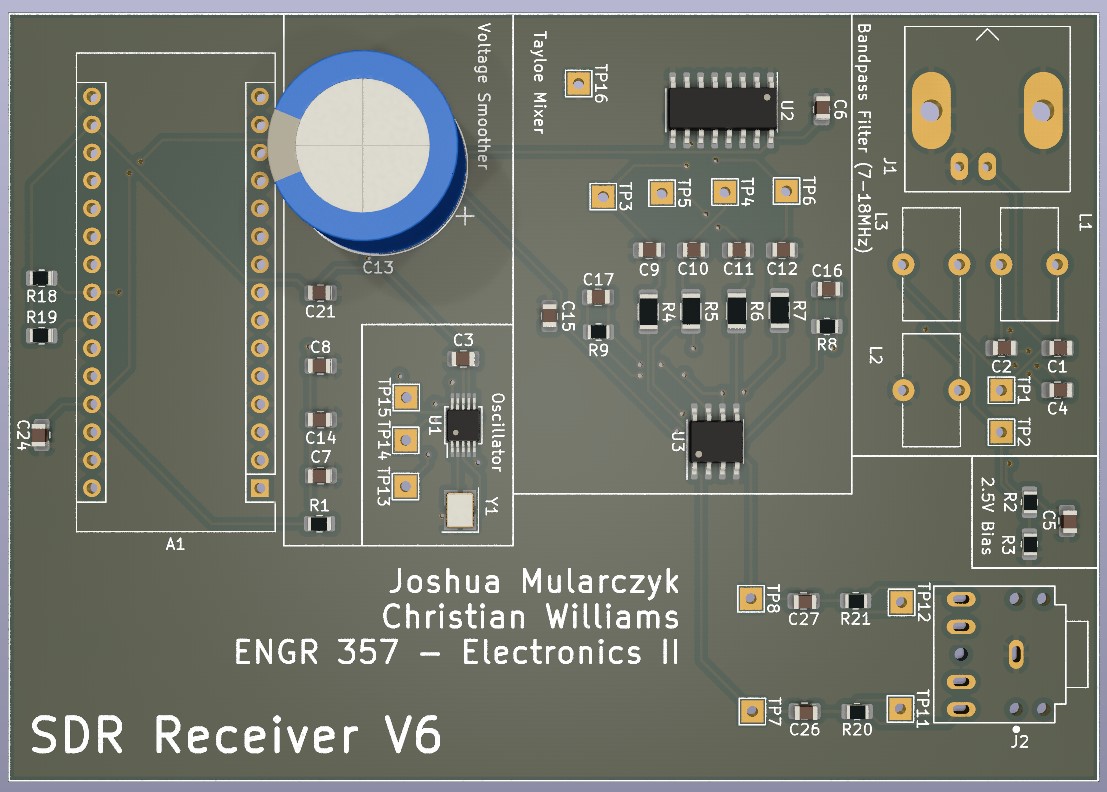 Voltage Smoother
Tayloe Mixer
TP16
U2
C6
Bandpass Filter (7-18MHz)
J1
TP3
TP5
TP4
TP6
L3
L1
C13
C9
C10
C11
C12
R18
C21
C17
C15
R9
R4
R5
R6
R7
C16
R8
R19
C8
C3
L2
C2
C1
TP1
C4
TP2
C24
C14
C7
R1
TP15
TP14
TP13
U1
Oscillator
Y1
U3
A1
2.5V Bias
R2
R3
C5
Joshua Mularczyk
Christian Williams
ENGR 357 – Electronics II
TP8
C27
R21
TP12
TP7
C26
R20
TP11
J2
SDR Receiver V6